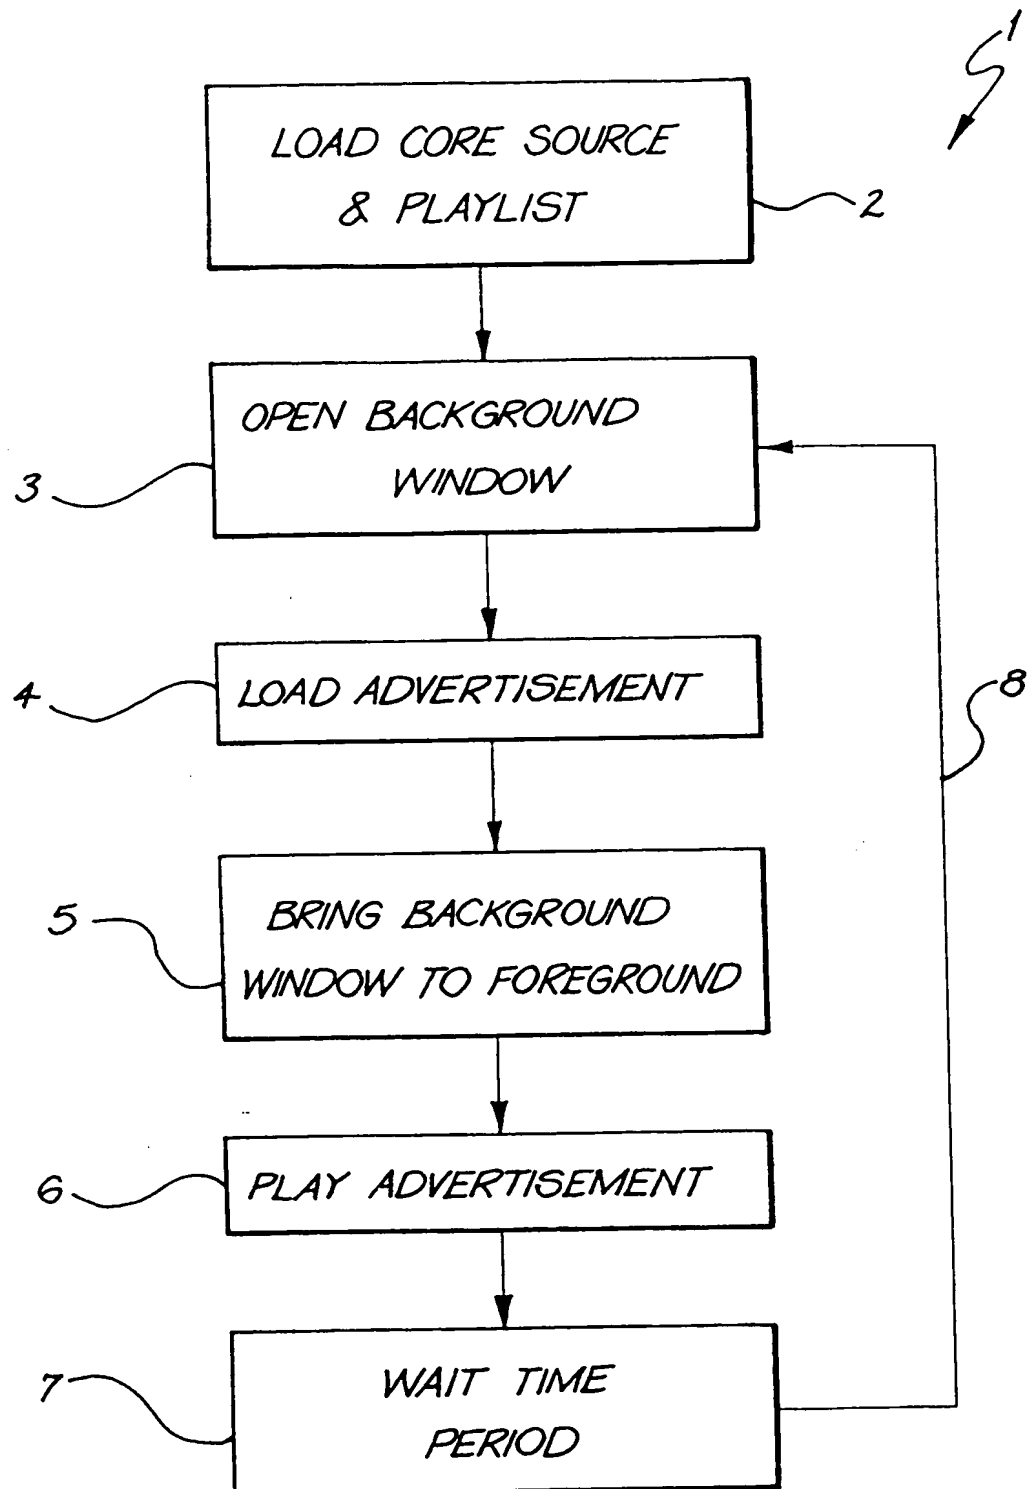 1
LOAD CORE SOURCE
& PLAYLIST
2
OPEN BACKGROUND
WINDOW
3
4
LOAD ADVERTISEMENT
8
5
BRING BACKGROUND
WINDOW TO FOREGROUND
6
PLAY ADVERTISEMENT
7
WAIT TIME
PERIOD